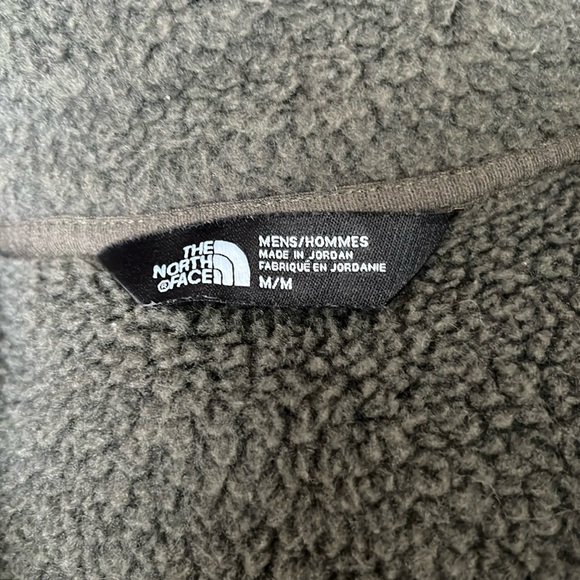 THE
NORTH
FACE®
MENS/HOMMES
MADE IN JORDAN
FABRIQUÉ EN JORDANIE
M/M